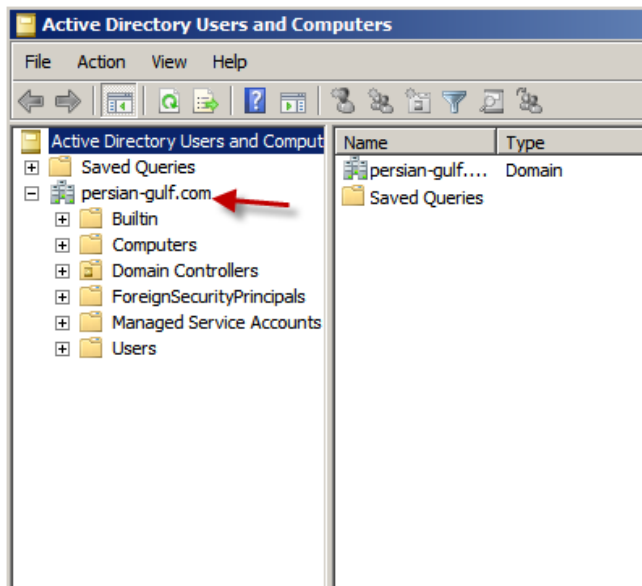 Active Directory Users and Computers
File Action View Help
Active Directory Users and Comput
Saved Queries
persian-gulf.com
Builtin
Computers
Domain Controllers
ForeignSecurityPrincipals
Managed Service Accounts
Users
Name Type
persian-gulf.... Domain
Saved Queries